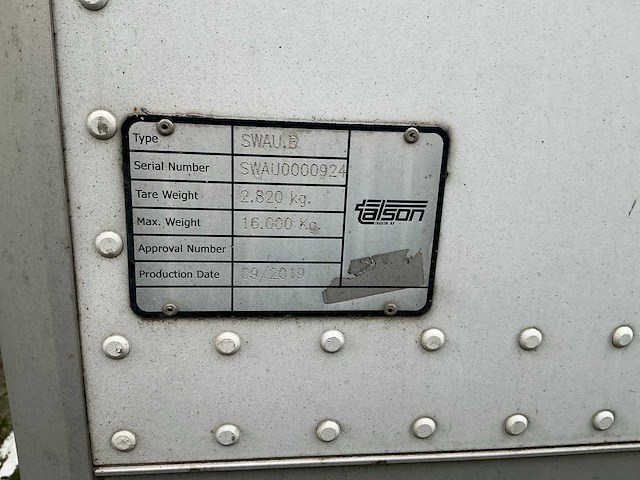 Type SWAU.B
Serial Number SWAU0000924
Tare Weight 2.820 kg.
Max. Weight 16.000 Kg.
Approval Number
Production Date 09/2019
talson